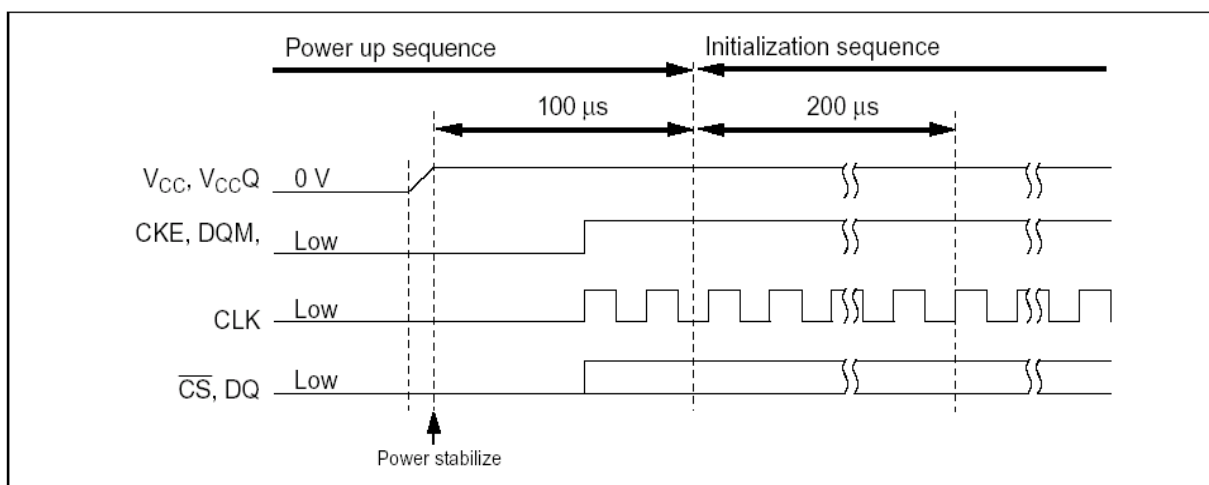 Power up sequence
Initialization sequence
100 μs
200 μs
VCC, VCCQ 0 V
CKE, DQM, Low
CLK Low
C̅S̅, DQ Low
Power stabilize